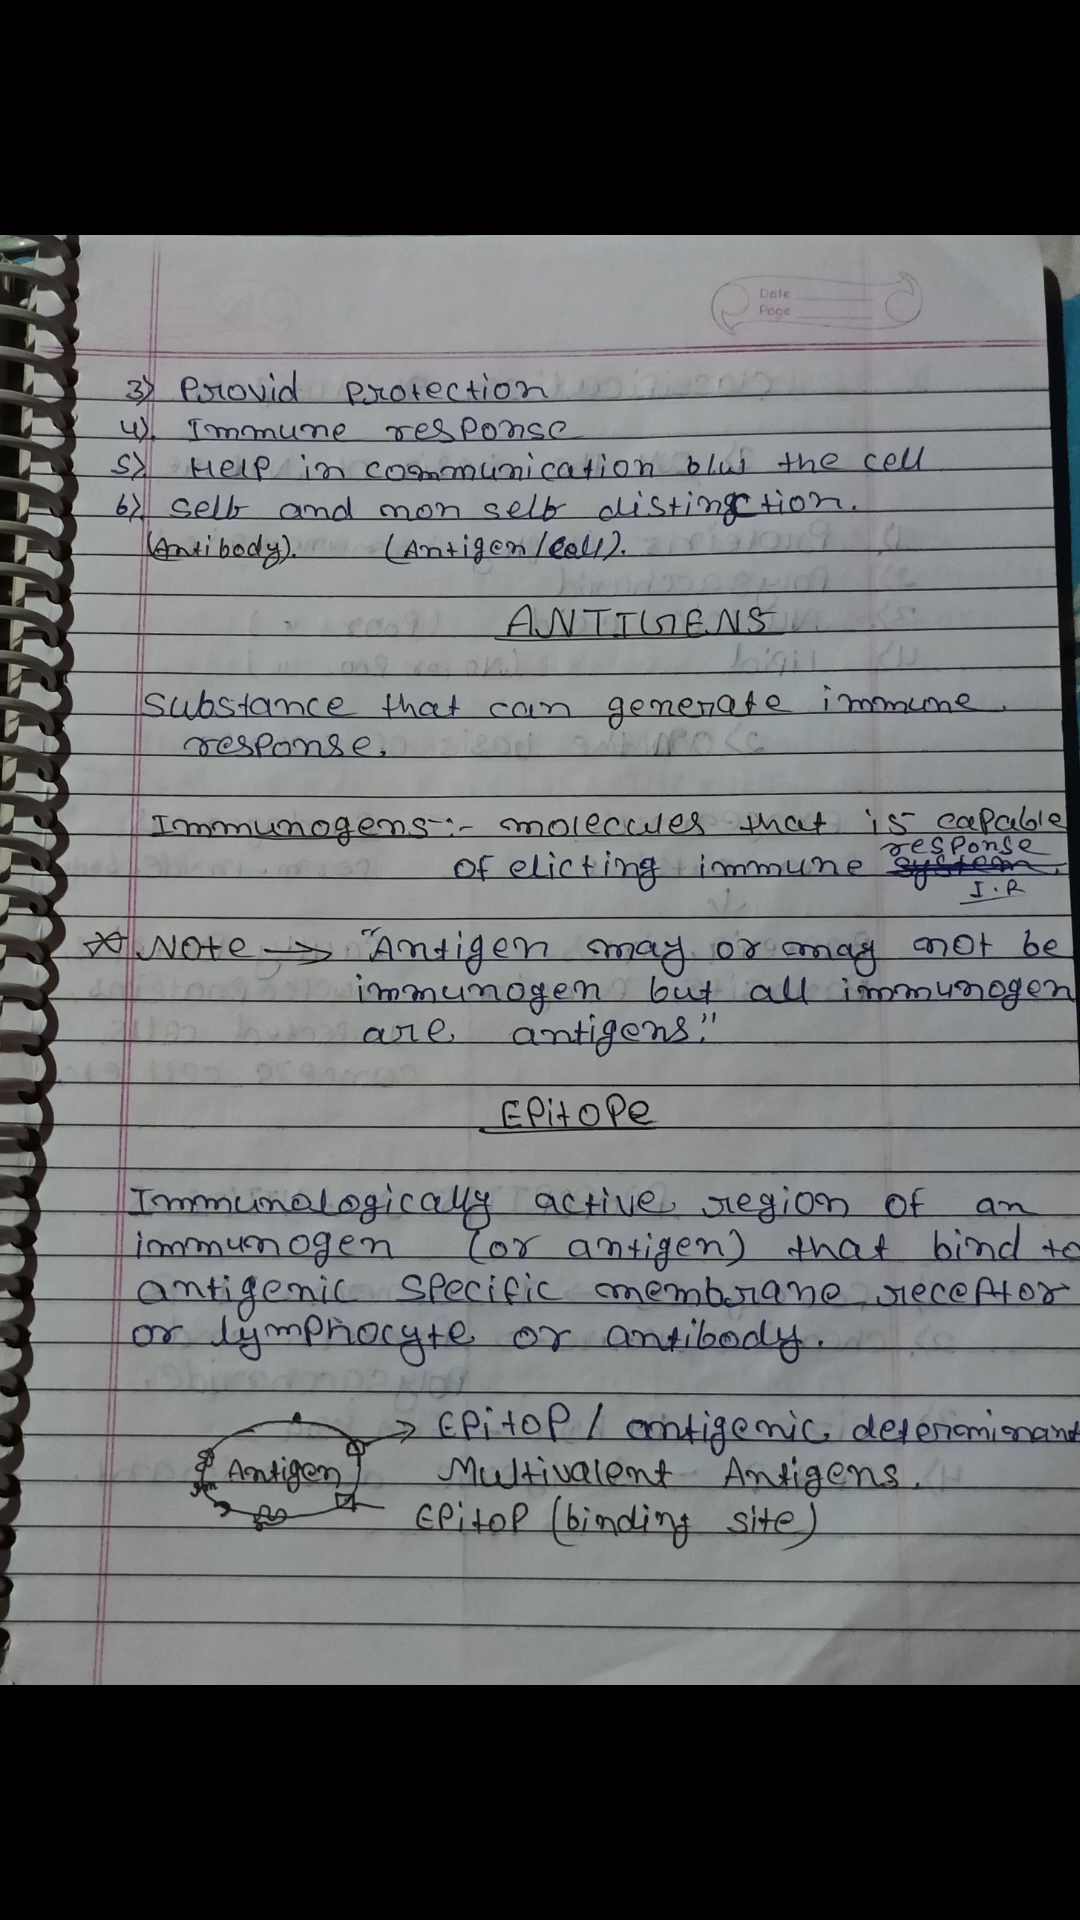 Date
Page
3) Provid protection
4). Immune response
5). Help in communication b/w the cell
6). Self and non self distinction.
(Antibody). (Antigen/cell).
ANTIGENS
Substance that can generate immune
response.
Immunogens:- molecules that is capable
response
of elicting immune system.
I.R
Note → "Antigen may or may not be
immunogen but all immunogen
are antigens."
EPitOPe
Immunologically active region of an
immunogen (or antigen) that bind to
antigenic specific membrane receptor
or lymphocyte or antibody.
→ Epitop / antigenic determinant
Antigen Multivalent Antigens.
Epitop (binding site)